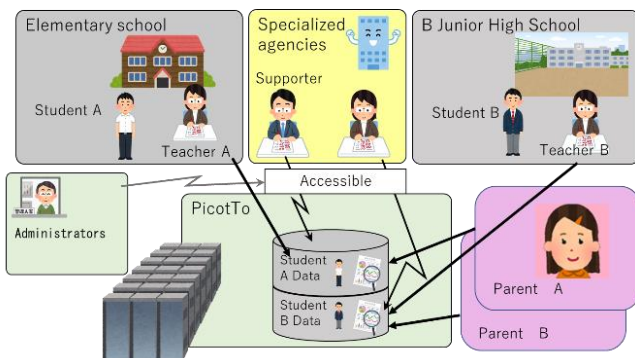 Elementary school
Student A
Teacher A
Specialized
agencies
Supporter
B Junior High School
Student B
Teacher B
Administrators
Accessible
PicotTo
Student
A Data
Student
B Data
Parent A
Parent B